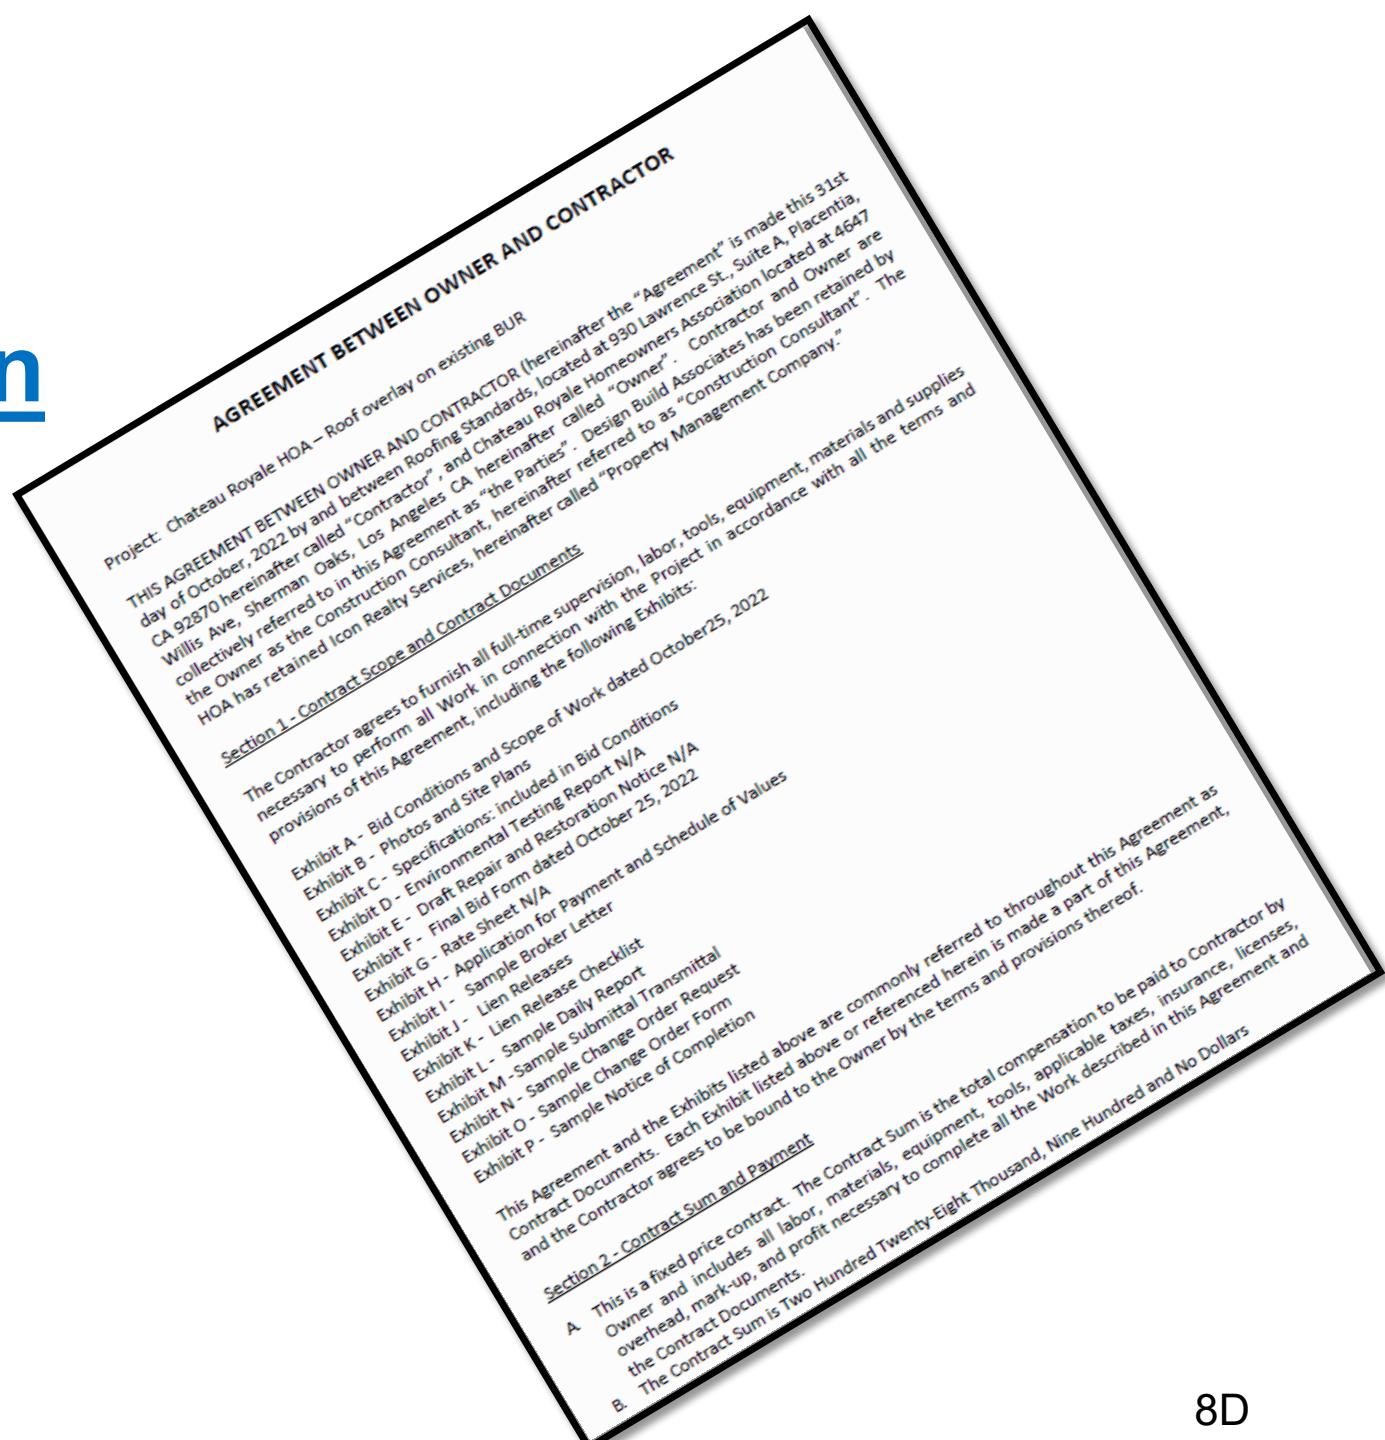 n
AGREEMENT BETWEEN OWNER AND CONTRACTOR
Project: Chateau Royale HOA – Roof overlay on existing BUR
THIS AGREEMENT BETWEEN OWNER AND CONTRACTOR (hereinafter the "Agreement" is made this 31st
day of October, 2022 by and between Roofing Standards, located at 930 Lawrence St., Suite A, Placentia,
CA 92870 hereinafter called "Contractor", and Chateau Royale Homeowners Association located at 4647
Willis Ave, Sherman Oaks, Los Angeles CA hereinafter called "Owner". Contractor and Owner are
collectively referred to in this Agreement as "the Parties". Design Build Associates has been retained by
the Owner as the Construction Consultant, hereinafter referred to as "Construction Consultant". The
HOA has retained Icon Realty Services, hereinafter called "Property Management Company."
Section 1 - Contract Scope and Contract Documents
The Contractor agrees to furnish all full-time supervision, labor, tools, equipment, materials and supplies
necessary to perform all Work in connection with the Project in accordance with all the terms and
provisions of this Agreement, including the following Exhibits:
Exhibit A - Bid Conditions and Scope of Work dated October25, 2022
Exhibit B - Photos and Site Plans
Exhibit C - Specifications: included in Bid Conditions
Exhibit D - Environmental Testing Report N/A
Exhibit E - Draft Repair and Restoration Notice N/A
Exhibit F - Final Bid Form dated October 25, 2022
Exhibit G - Rate Sheet N/A
Exhibit H - Application for Payment and Schedule of Values
Exhibit I - Sample Broker Letter
Exhibit J - Lien Releases
Exhibit K - Lien Release Checklist
Exhibit L - Sample Daily Report
Exhibit M -Sample Submittal Transmittal
Exhibit N - Sample Change Order Request
Exhibit O - Sample Change Order Form
Exhibit P - Sample Notice of Completion
This Agreement and the Exhibits listed above are commonly referred to throughout this Agreement as
Contract Documents. Each Exhibit listed above or referenced herein is made a part of this Agreement,
and the Contractor agrees to be bound to the Owner by the terms and provisions thereof.
Section 2 - Contract Sum and Payment
A. This is a fixed price contract. The Contract Sum is the total compensation to be paid to Contractor by
Owner and includes all labor, materials, equipment, tools, applicable taxes, insurance, licenses,
overhead, mark-up, and profit necessary to complete all the Work described in this Agreement and
the Contract Documents.
B. The Contract Sum is Two Hundred Twenty-Eight Thousand, Nine Hundred and No Dollars
8D